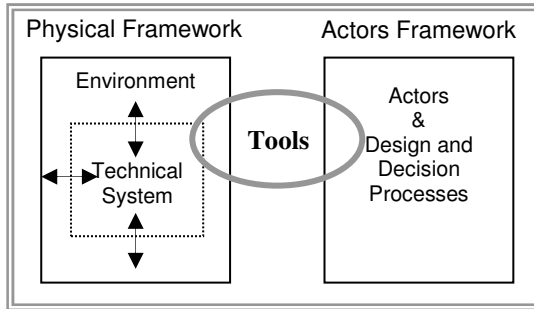 Physical Framework
Environment
Technical
System
Tools
Actors Framework
Actors
&
Design and
Decision
Processes